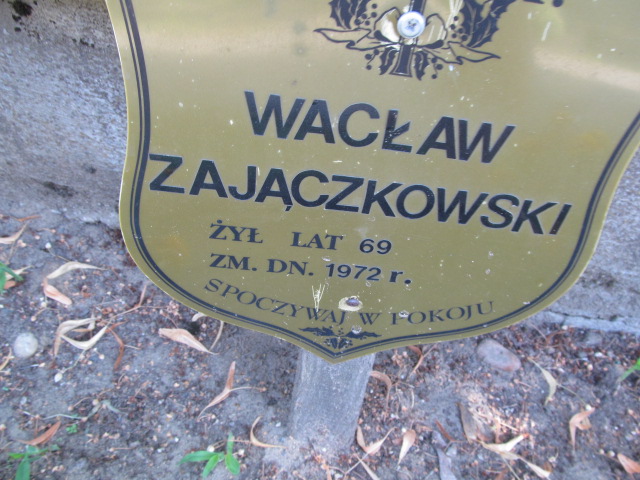 WACŁAW
ZAJĄCZKOWSKI
ŻYŁ LAT 69
ZM. DN. 1972 r.
SPOCZYWAJ W POKOJU